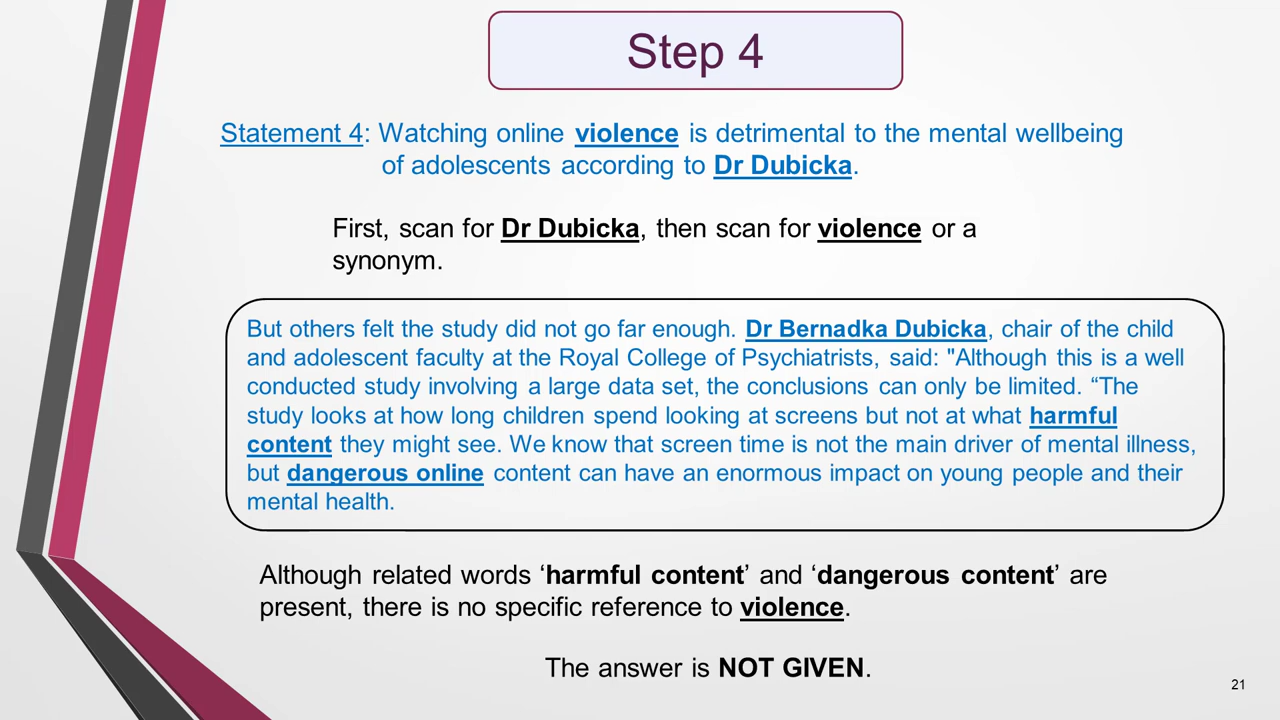 Step 4
Statement 4: Watching online violence is detrimental to the mental wellbeing
of adolescents according to Dr Dubicka.
First, scan for Dr Dubicka, then scan for violence or a
synonym.
But others felt the study did not go far enough. Dr Bernadka Dubicka, chair of the child
and adolescent faculty at the Royal College of Psychiatrists, said: "Although this is a well
conducted study involving a large data set, the conclusions can only be limited. “The
study looks at how long children spend looking at screens but not at what harmful
content they might see. We know that screen time is not the main driver of mental illness,
but dangerous online content can have an enormous impact on young people and their
mental health.
Although related words ‘harmful content’ and ‘dangerous content’ are
present, there is no specific reference to violence.
The answer is NOT GIVEN.
21